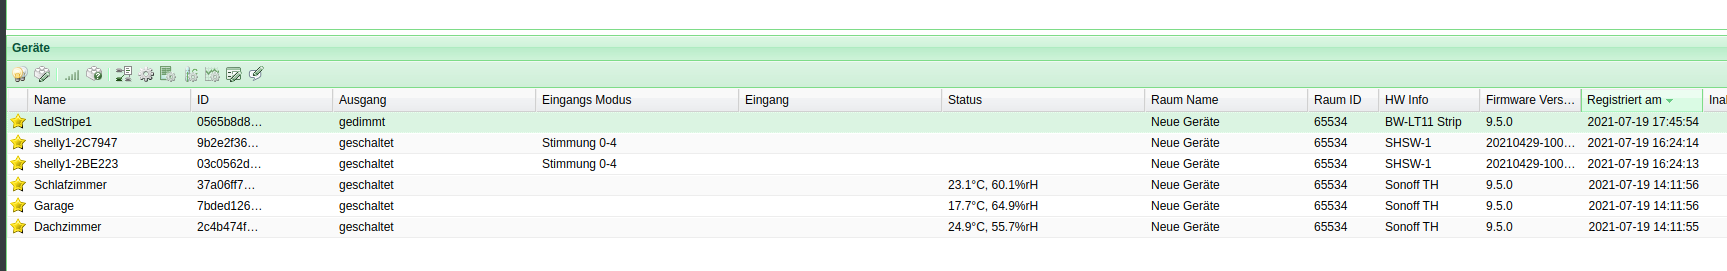 Geräte
Name ID Ausgang Eingangs Modus Eingang Status Raum Name Raum ID HW Info Firmware Vers... Registriert am Ina
LedStripe1 0565b8d8... gedimmt Neue Geräte 65534 BW-LT11 Strip 9.5.0 2021-07-19 17:45:54
shelly1-2C7947 9b2e2f36... geschaltet Stimmung 0-4 Neue Geräte 65534 SHSW-1 20210429-100... 2021-07-19 16:24:14
shelly1-2BE223 03c0562d... geschaltet Stimmung 0-4 Neue Geräte 65534 SHSW-1 20210429-100... 2021-07-19 16:24:13
Schlafzimmer 37a06ff7... geschaltet 23.1°C, 60.1%rH Neue Geräte 65534 Sonoff TH 9.5.0 2021-07-19 14:11:56
Garage 7bded126... geschaltet 17.7°C, 64.9%rH Neue Geräte 65534 Sonoff TH 9.5.0 2021-07-19 14:11:56
Dachzimmer 2c4b474f... geschaltet 24.9°C, 55.7%rH Neue Geräte 65534 Sonoff TH 9.5.0 2021-07-19 14:11:55